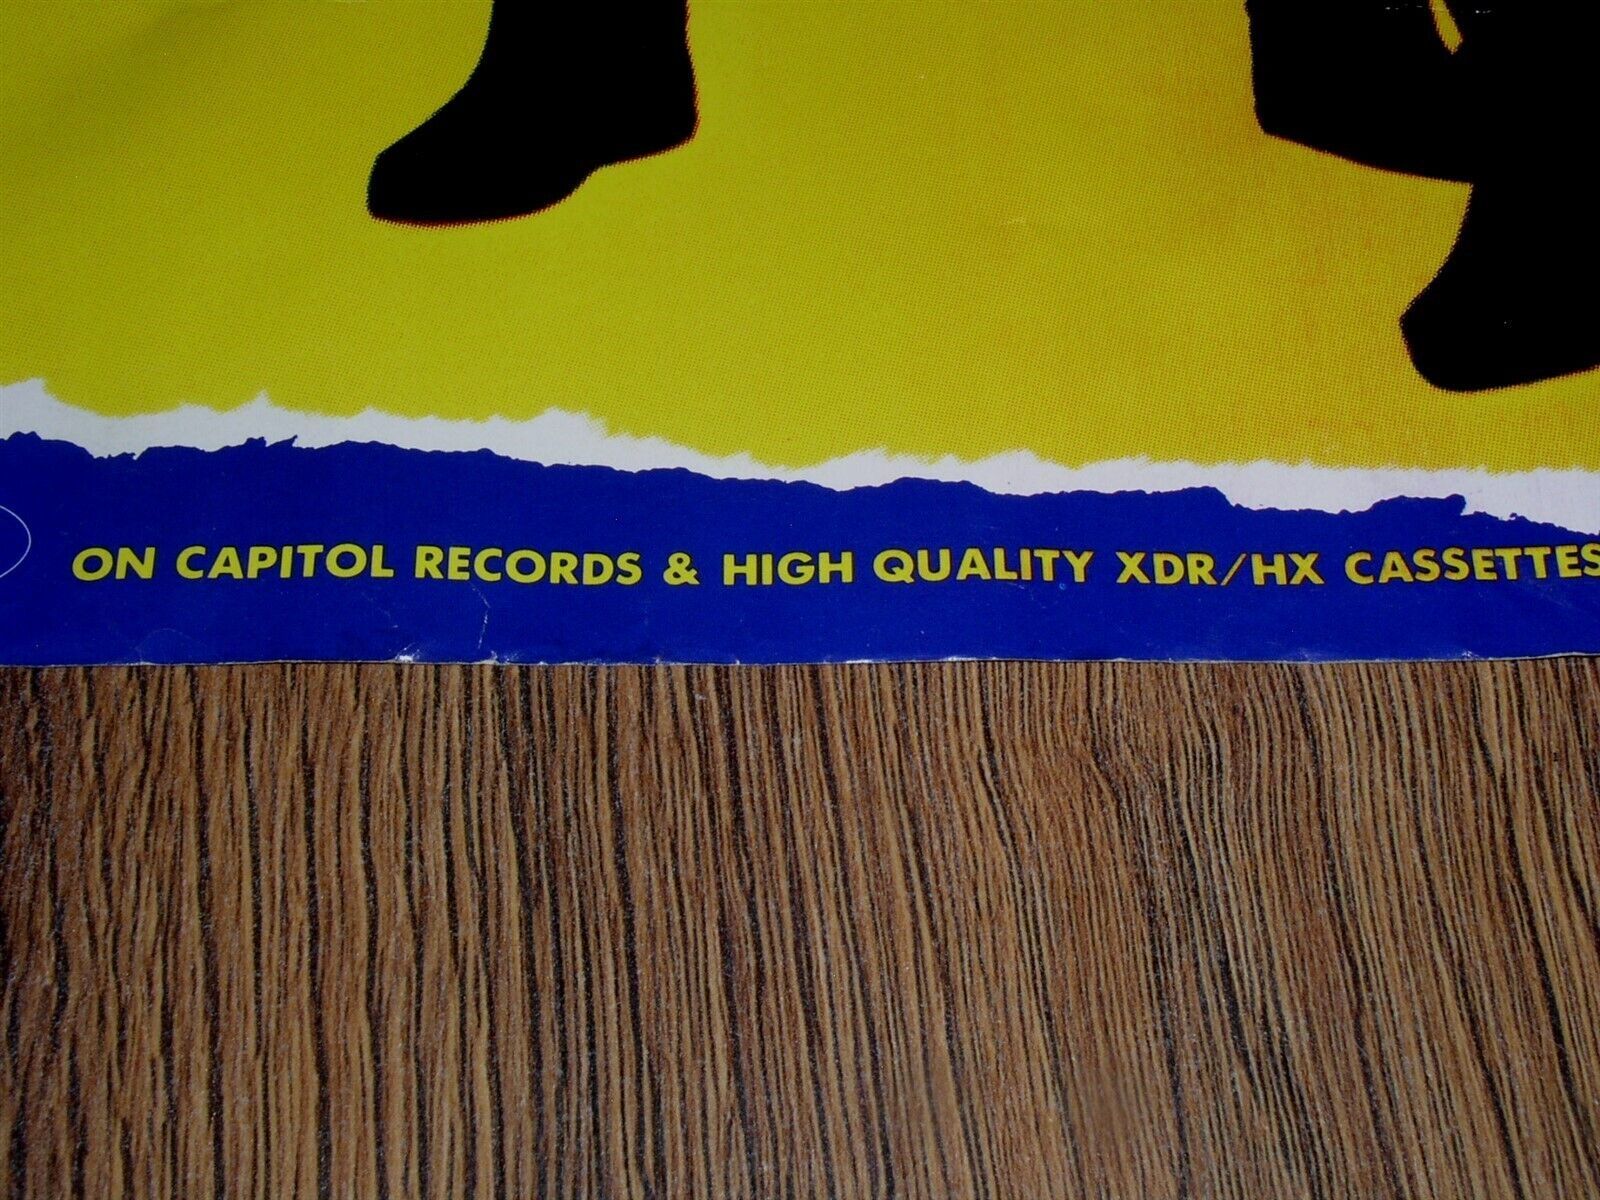 ON CAPITOL RECORDS & HIGH QUALITY XDR/HX CASSETTES